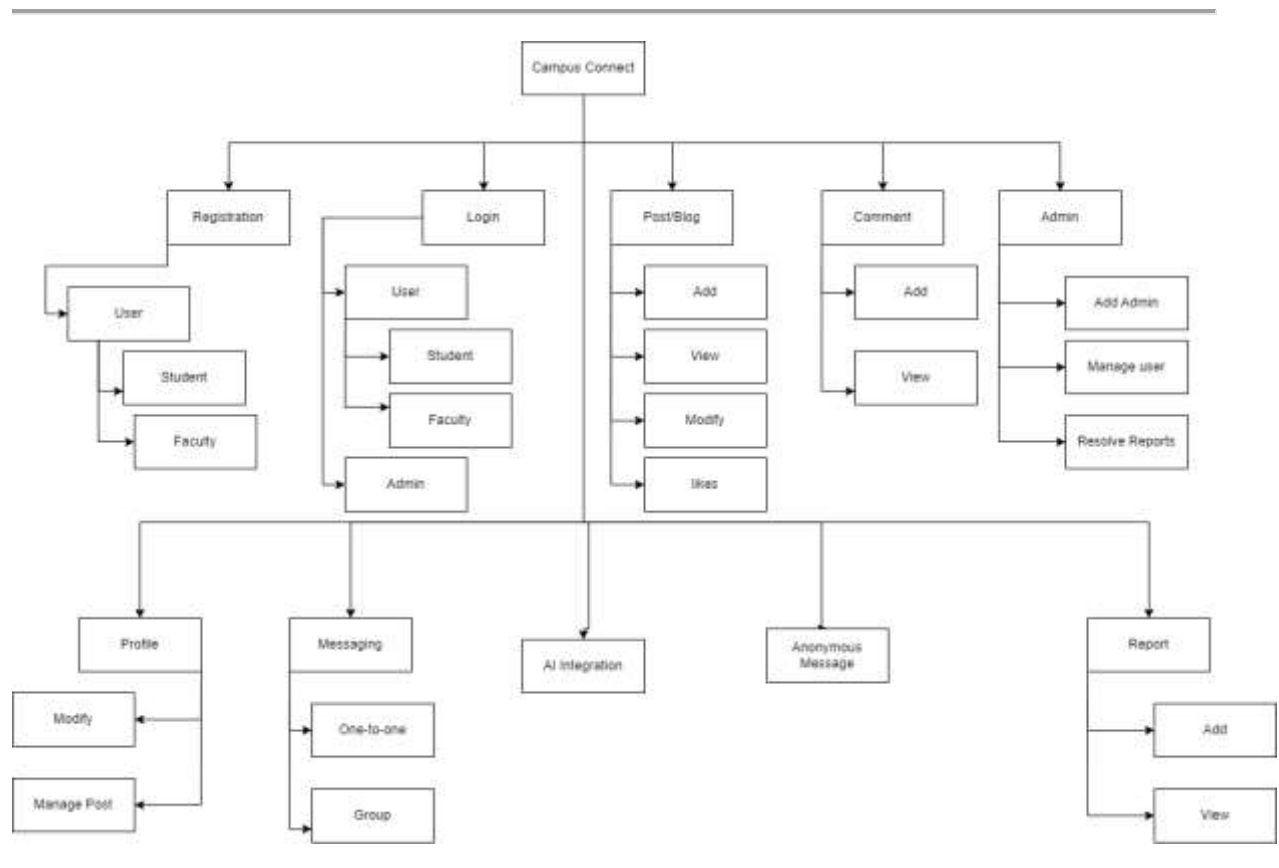 Campus Connect
Registration
Login
Post/Blog
Comment
Admin
User
Student
Faculty
User
Student
Faculty
Admin
Add
View
Modify
likes
Add
View
Add Admin
Manage user
Resolve Reports
Profile
Messaging
AI Integration
Anonymous
Message
Report
Modify
Manage Post
One-to-one
Group
Add
View